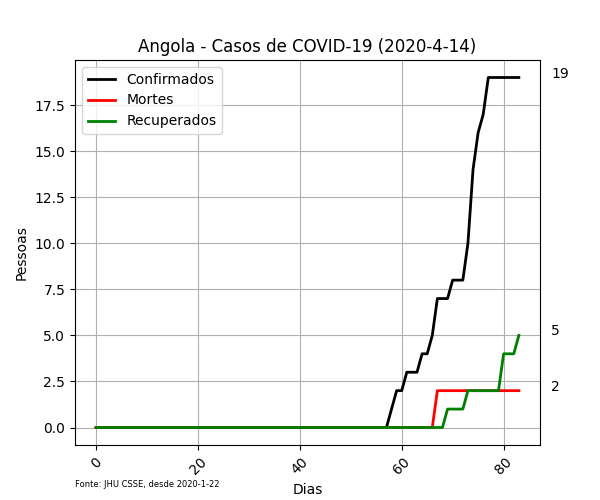 Angola - Casos de COVID-19 (2020-4-14)
Confirmados
Mortes
Recuperados
19
17.5
15.0
12.5
10.0
7.5
5.0
2.5
0.0
5
2
Pessoas
0
20
40
60
80
Fonte: JHU CSSE, desde 2020-1-22
Dias